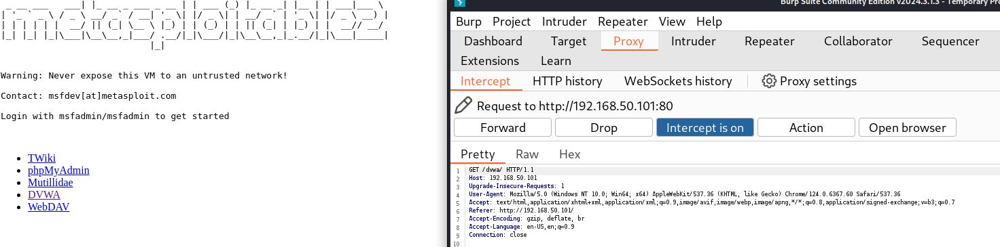 Warning: Never expose this VM to an untrusted network!
Contact: msfdev[at]metasploit.com
Login with msfadmin/msfadmin to get started
TWiki
phpMyAdmin
Mutillidae
DVWA
WebDAV
Burp Suite Community Edition v2024.3.1.3 - Temporary Pro
Burp Project Intruder Repeater View Help
Dashboard Target Proxy Intruder Repeater Collaborator Sequencer
Extensions Learn
Intercept HTTP history WebSockets history Proxy settings
Request to http://192.168.50.101:80
Forward Drop Intercept is on Action Open browser
Pretty Raw Hex
1 GET /dvwa/ HTTP/1.1
2 Host: 192.168.50.101
3 Upgrade-Insecure-Requests: 1
4 User-Agent: Mozilla/5.0 (Windows NT 10.0; Win64; x64) AppleWebKit/537.36 (KHTML, like Gecko) Chrome/124.0.6367.60 Safari/537.36
5 Accept: text/html,application/xhtml+xml,application/xml;q=0.9,image/avif,image/webp,image/apng,*/*;q=0.8,application/signed-exchange;v=b3;q=0.7
6 Referer: http://192.168.50.101/
7 Accept-Encoding: gzip, deflate, br
8 Accept-Language: en-US,en;q=0.9
9 Connection: close
10